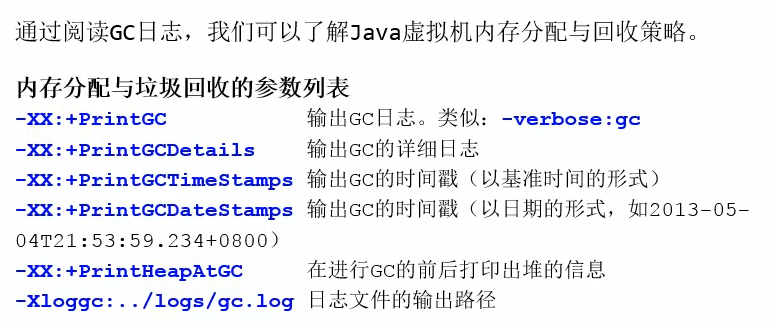 通过阅读GC日志，我们可以了解Java虚拟机内存分配与回收策略。
内存分配与垃圾回收的参数列表
-XX:+PrintGC 输出GC日志。类似：-verbose:gc
-XX:+PrintGCDetails 输出GC的详细日志
-XX:+PrintGCTimeStamps 输出GC的时间戳（以基准时间的形式）
-XX:+PrintGCDateStamps 输出GC的时间戳（以日期的形式，如2013-05-
04T21:53:59.234+0800）
-XX:+PrintHeapAtGC 在进行GC的前后打印出堆的信息
-Xloggc:../logs/gc.log 日志文件的输出路径